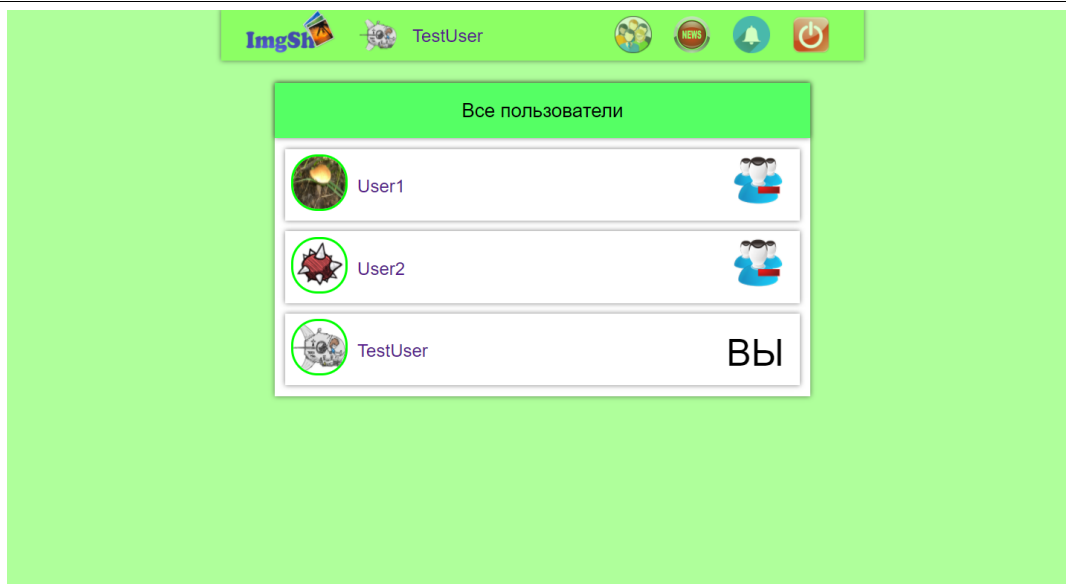 ImgSh
TestUser
NEWS
Все пользователи
User1
User2
TestUser
ВЫ